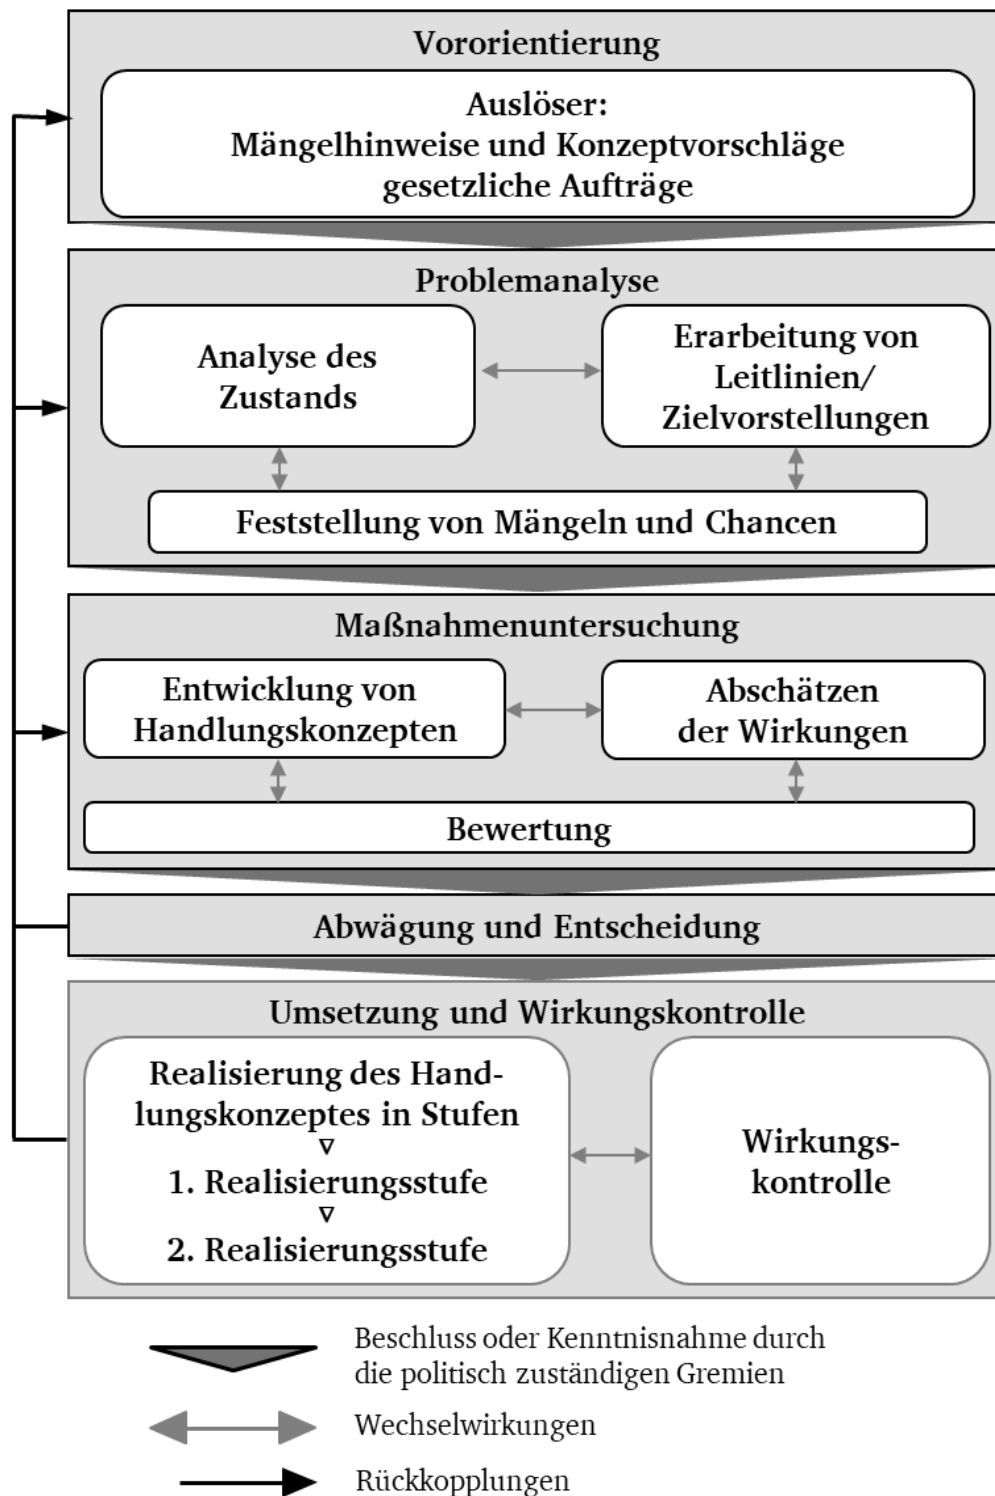 Vororientierung
Auslöser:
Mängelhinweise und Konzeptvorschläge
gesetzliche Aufträge
Problemanalyse
Analyse des
Zustands
Erarbeitung von
Leitlinien/
Zielvorstellungen
Feststellung von Mängeln und Chancen
Maßnahmenuntersuchung
Entwicklung von
Handlungskonzepten
Abschätzen
der Wirkungen
Bewertung
Abwägung und Entscheidung
Umsetzung und Wirkungskontrolle
Realisierung des Hand-
lungskonzeptes in Stufen
1. Realisierungsstufe
2. Realisierungsstufe
Wirkungs-
kontrolle
Beschluss oder Kenntnisnahme durch
die politisch zuständigen Gremien
Wechselwirkungen
Rückkopplungen